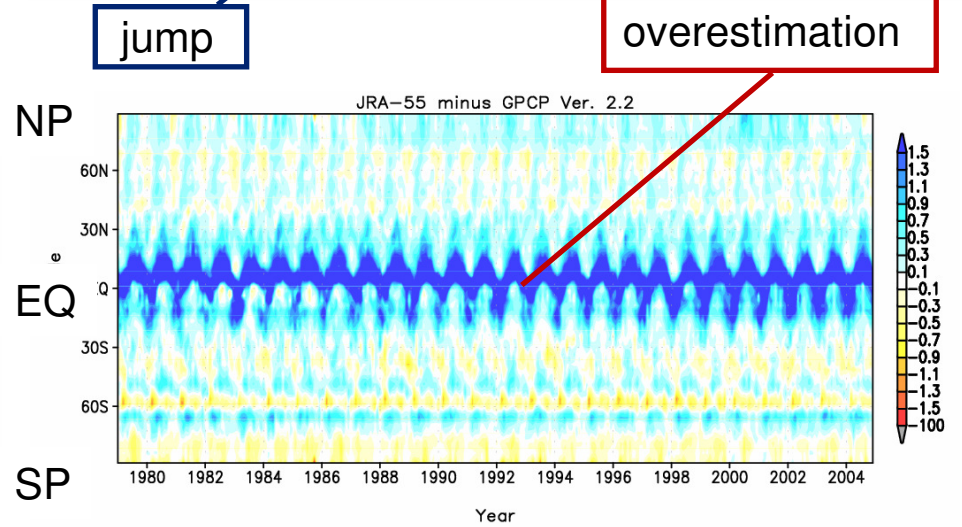 jump
overestimation
JRA-55 minus GPCP Ver. 2.2
NP
60N
30N
e
EQ
Q
30S
60S
SP
1980 1982 1984 1986 1988 1990 1992 1994 1996 1998 2000 2002 2004
Year
1.5
1.3
1.1
0.9
0.7
0.5
0.3
0.1
-0.1
-0.3
-0.5
-0.7
-0.9
-1.1
-1.3
-1.5
-100